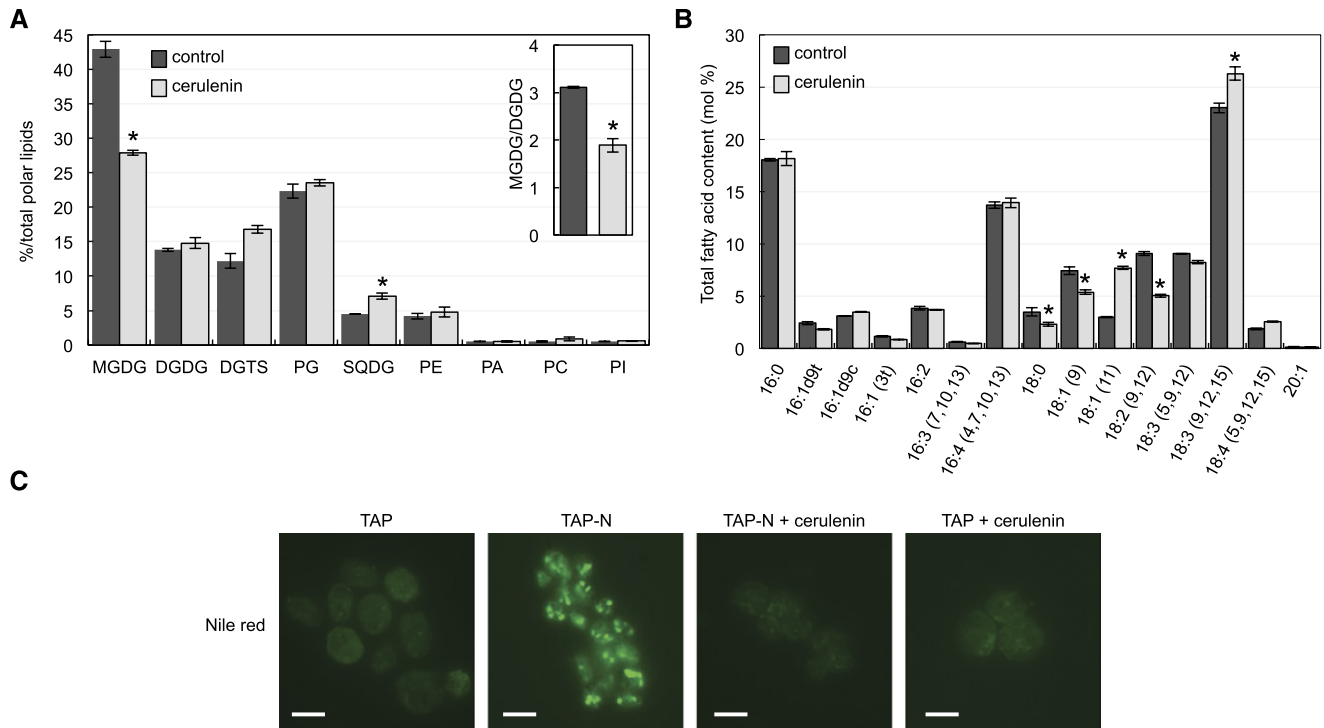 A
B
%/total polar lipids
45
40
35
30
25
20
15
10
5
0
control
cerulenin
*
*
MGDG DGDG DGTS PG SQDG PE PA PC PI
MGDG/DGDG
4
3
2
1
0
*
Total fatty acid content (mol %)
30
25
20
15
10
5
0
control
cerulenin
* * * * *
16:0
16:1d9t
16:1d9c
16:1 (3t)
16:2
16:3 (7,10,13)
16:4 (4,7,10,13)
18:0
18:1 (9)
18:1 (11)
18:2 (9,12)
18:3 (5,9,12)
18:3 (9,12,15)
18:4 (5,9,12,15)
20:1
C
TAP TAP-N TAP-N + cerulenin TAP + cerulenin
Nile red